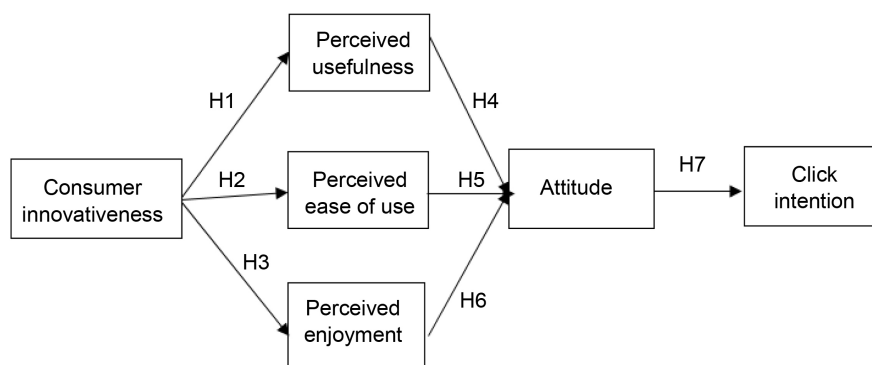 Perceived
usefulness
H1
H4
Consumer
innovativeness
H2
Perceived
ease of use
H5
Attitude
H7
Click
intention
H3
Perceived
enjoyment
H6